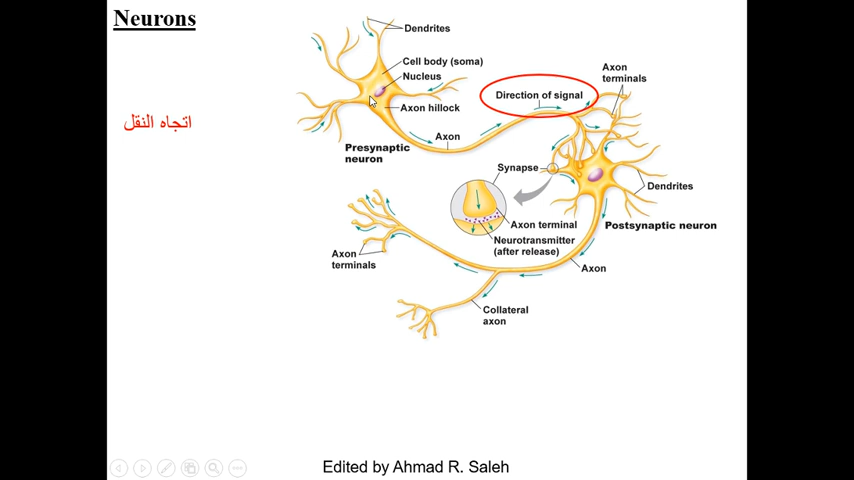 Neurons
Dendrites
Cell body (soma)
Nucleus
Axon hillock
Axon
Presynaptic
neuron
Direction of signal
Axon
terminals
اتجاه النقل
Synapse
Dendrites
Postsynaptic neuron
Axon terminal
Neurotransmitter
(after release)
Axon
terminals
Axon
Collateral
axon
Edited by Ahmad R. Saleh